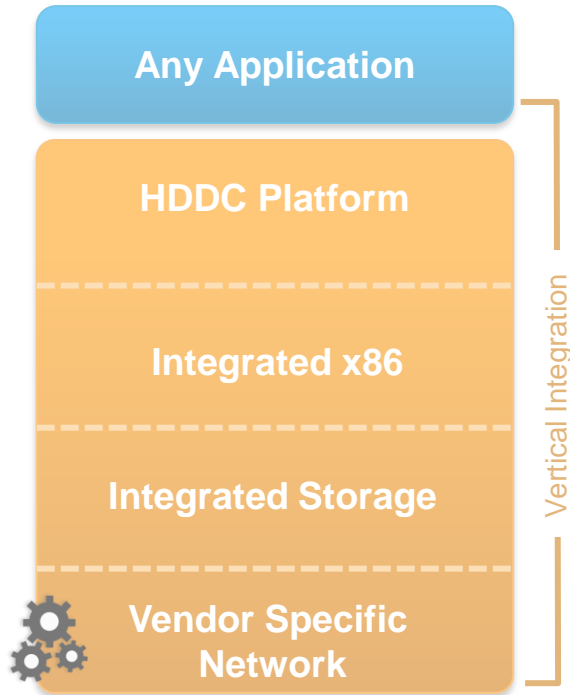 Any Application
HDDC Platform
Integrated x86
Integrated Storage
Vendor Specific
Network
Vertical Integration